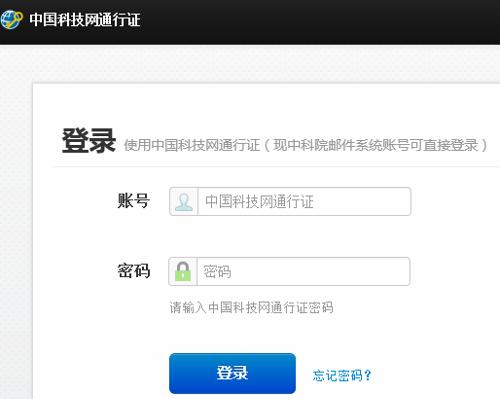 中国科技网通行证
登录 使用中国科技网通行证（现中科院邮件系统账号可直接登录）
账号 中国科技网通行证
密码 密码
请输入中国科技网通行证密码
登录 忘记密码？